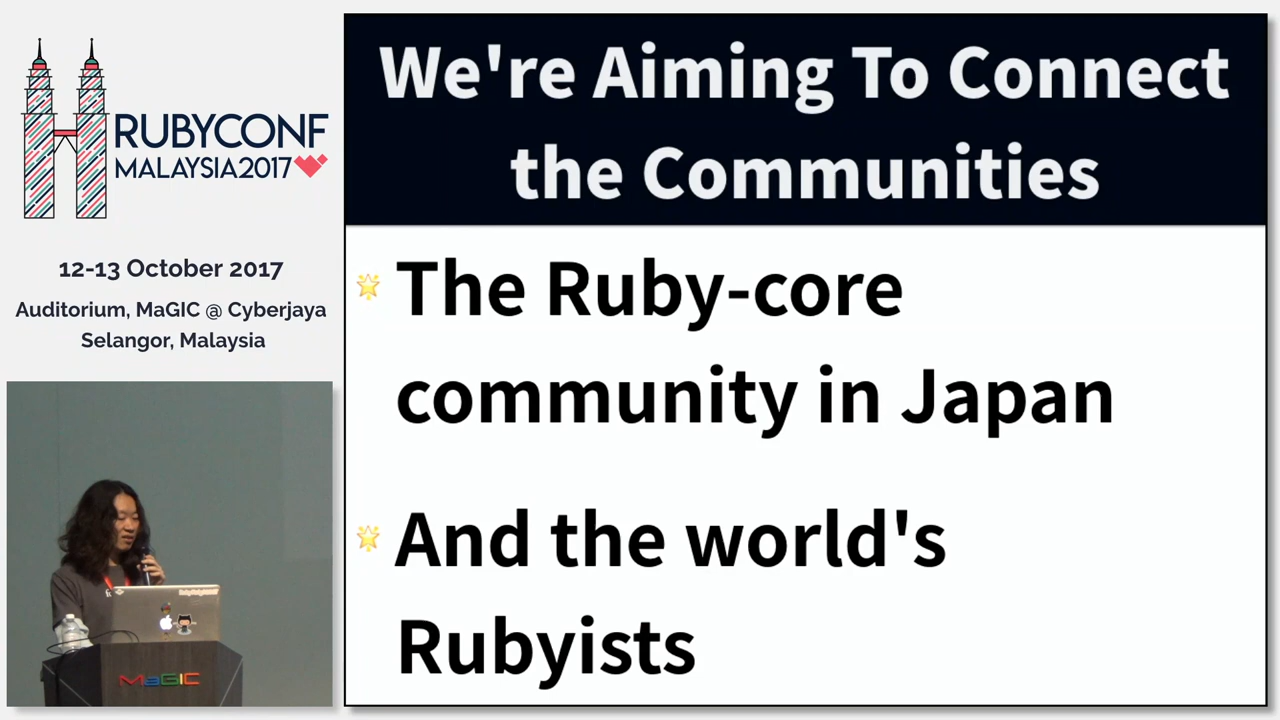 RUBYCONF
MALAYSIA2017
12-13 October 2017
Auditorium, MaGIC @ Cyberjaya
Selangor, Malaysia
MaGIC
We're Aiming To Connect
the Communities
The Ruby-core
community in Japan
And the world's
Rubyists